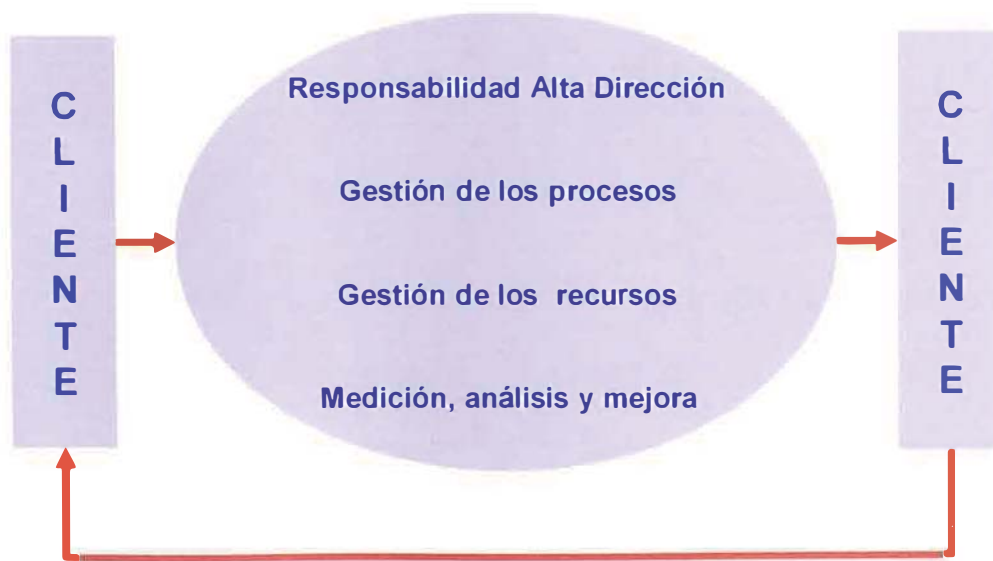 CLIENTE
Responsabilidad Alta Dirección
Gestión de los procesos
Gestión de los recursos
Medición, análisis y mejora
CLIENTE